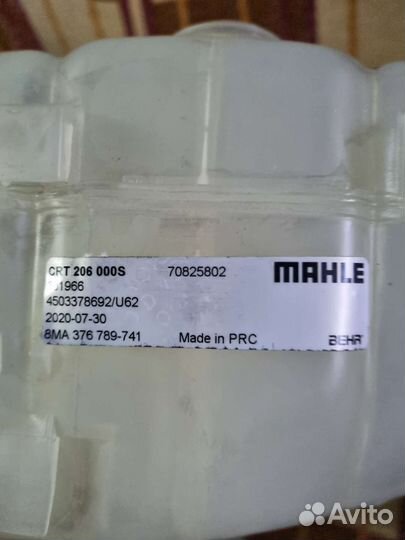 CRT 206 000S 70825802 MAHLE
4503378692/U62
2020-07-30
8MA 376 789-741 Made in PRC BEHR
Avito